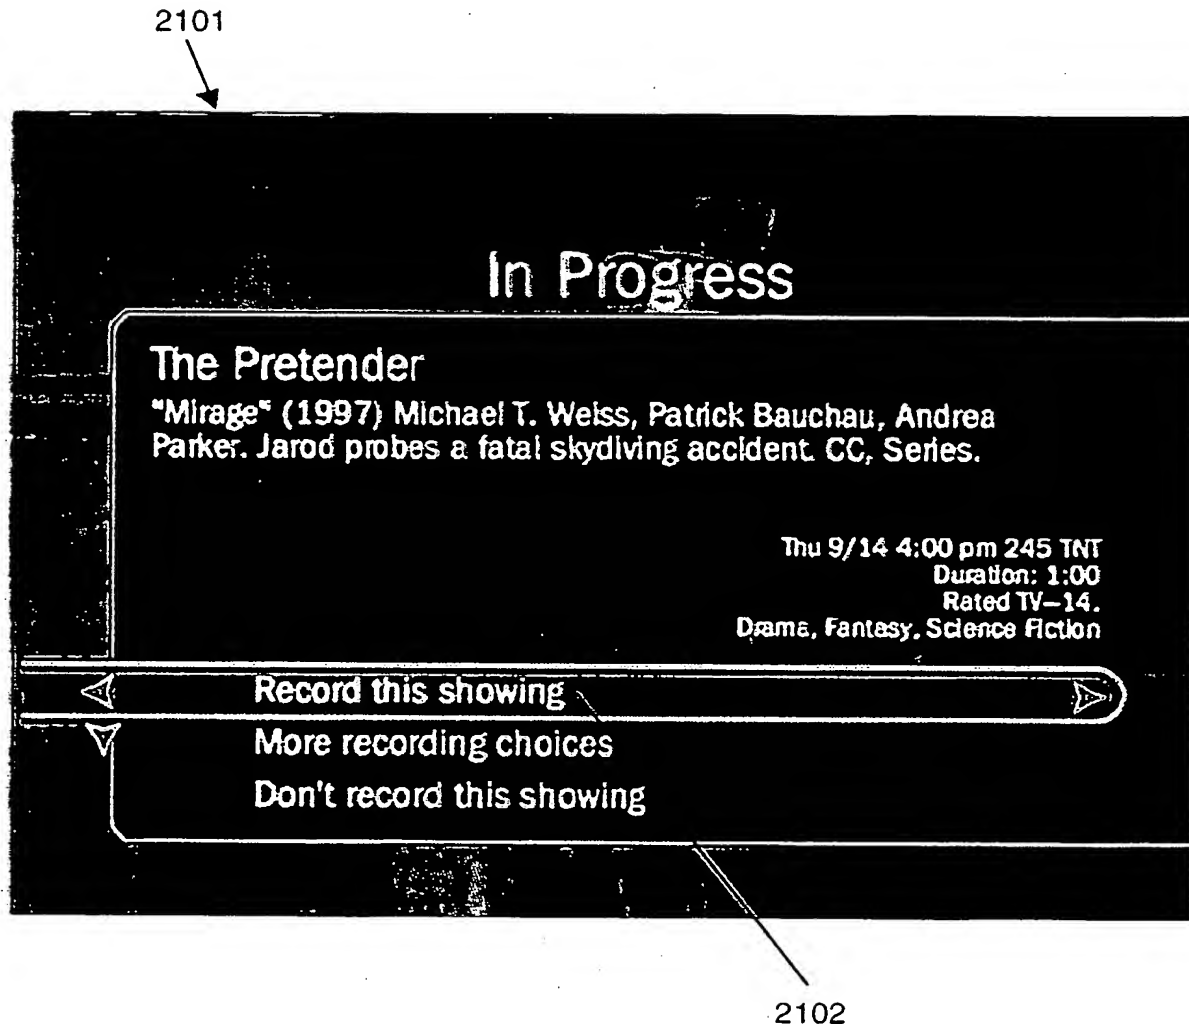 2101
In Progress
The Pretender
"Mirage" (1997) Michael T. Weiss, Patrick Bauchau, Andrea
Parker. Jarod probes a fatal skydiving accident. CC, Series.
Thu 9/14 4:00 pm 245 TNT
Duration: 1:00
Rated TV-14.
Drama, Fantasy, Science Fiction
Record this showing
More recording choices
Don't record this showing
2102